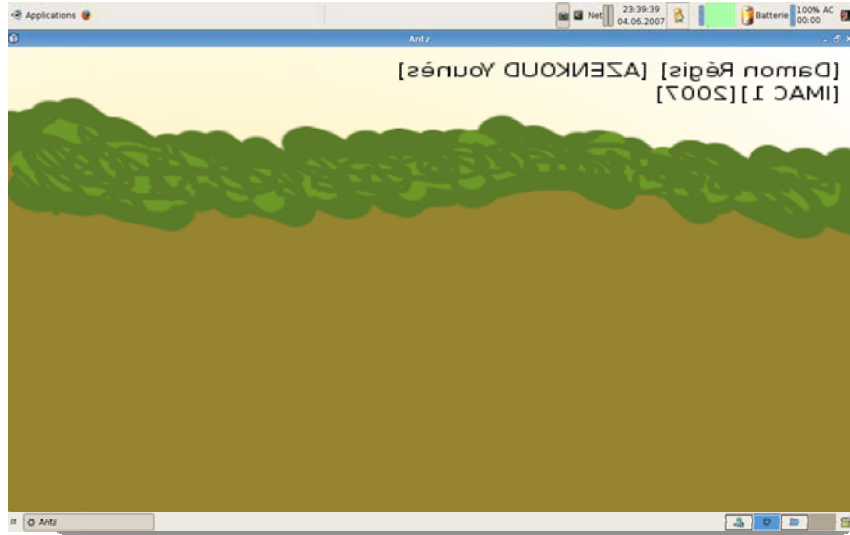 Applications
Net
23:39:39
04.06.2007
Batterie
100% AC
00:00
Antz
[Damon Régis] [AZENKOUD Younès]
[IMAC 1][2007]
Antz